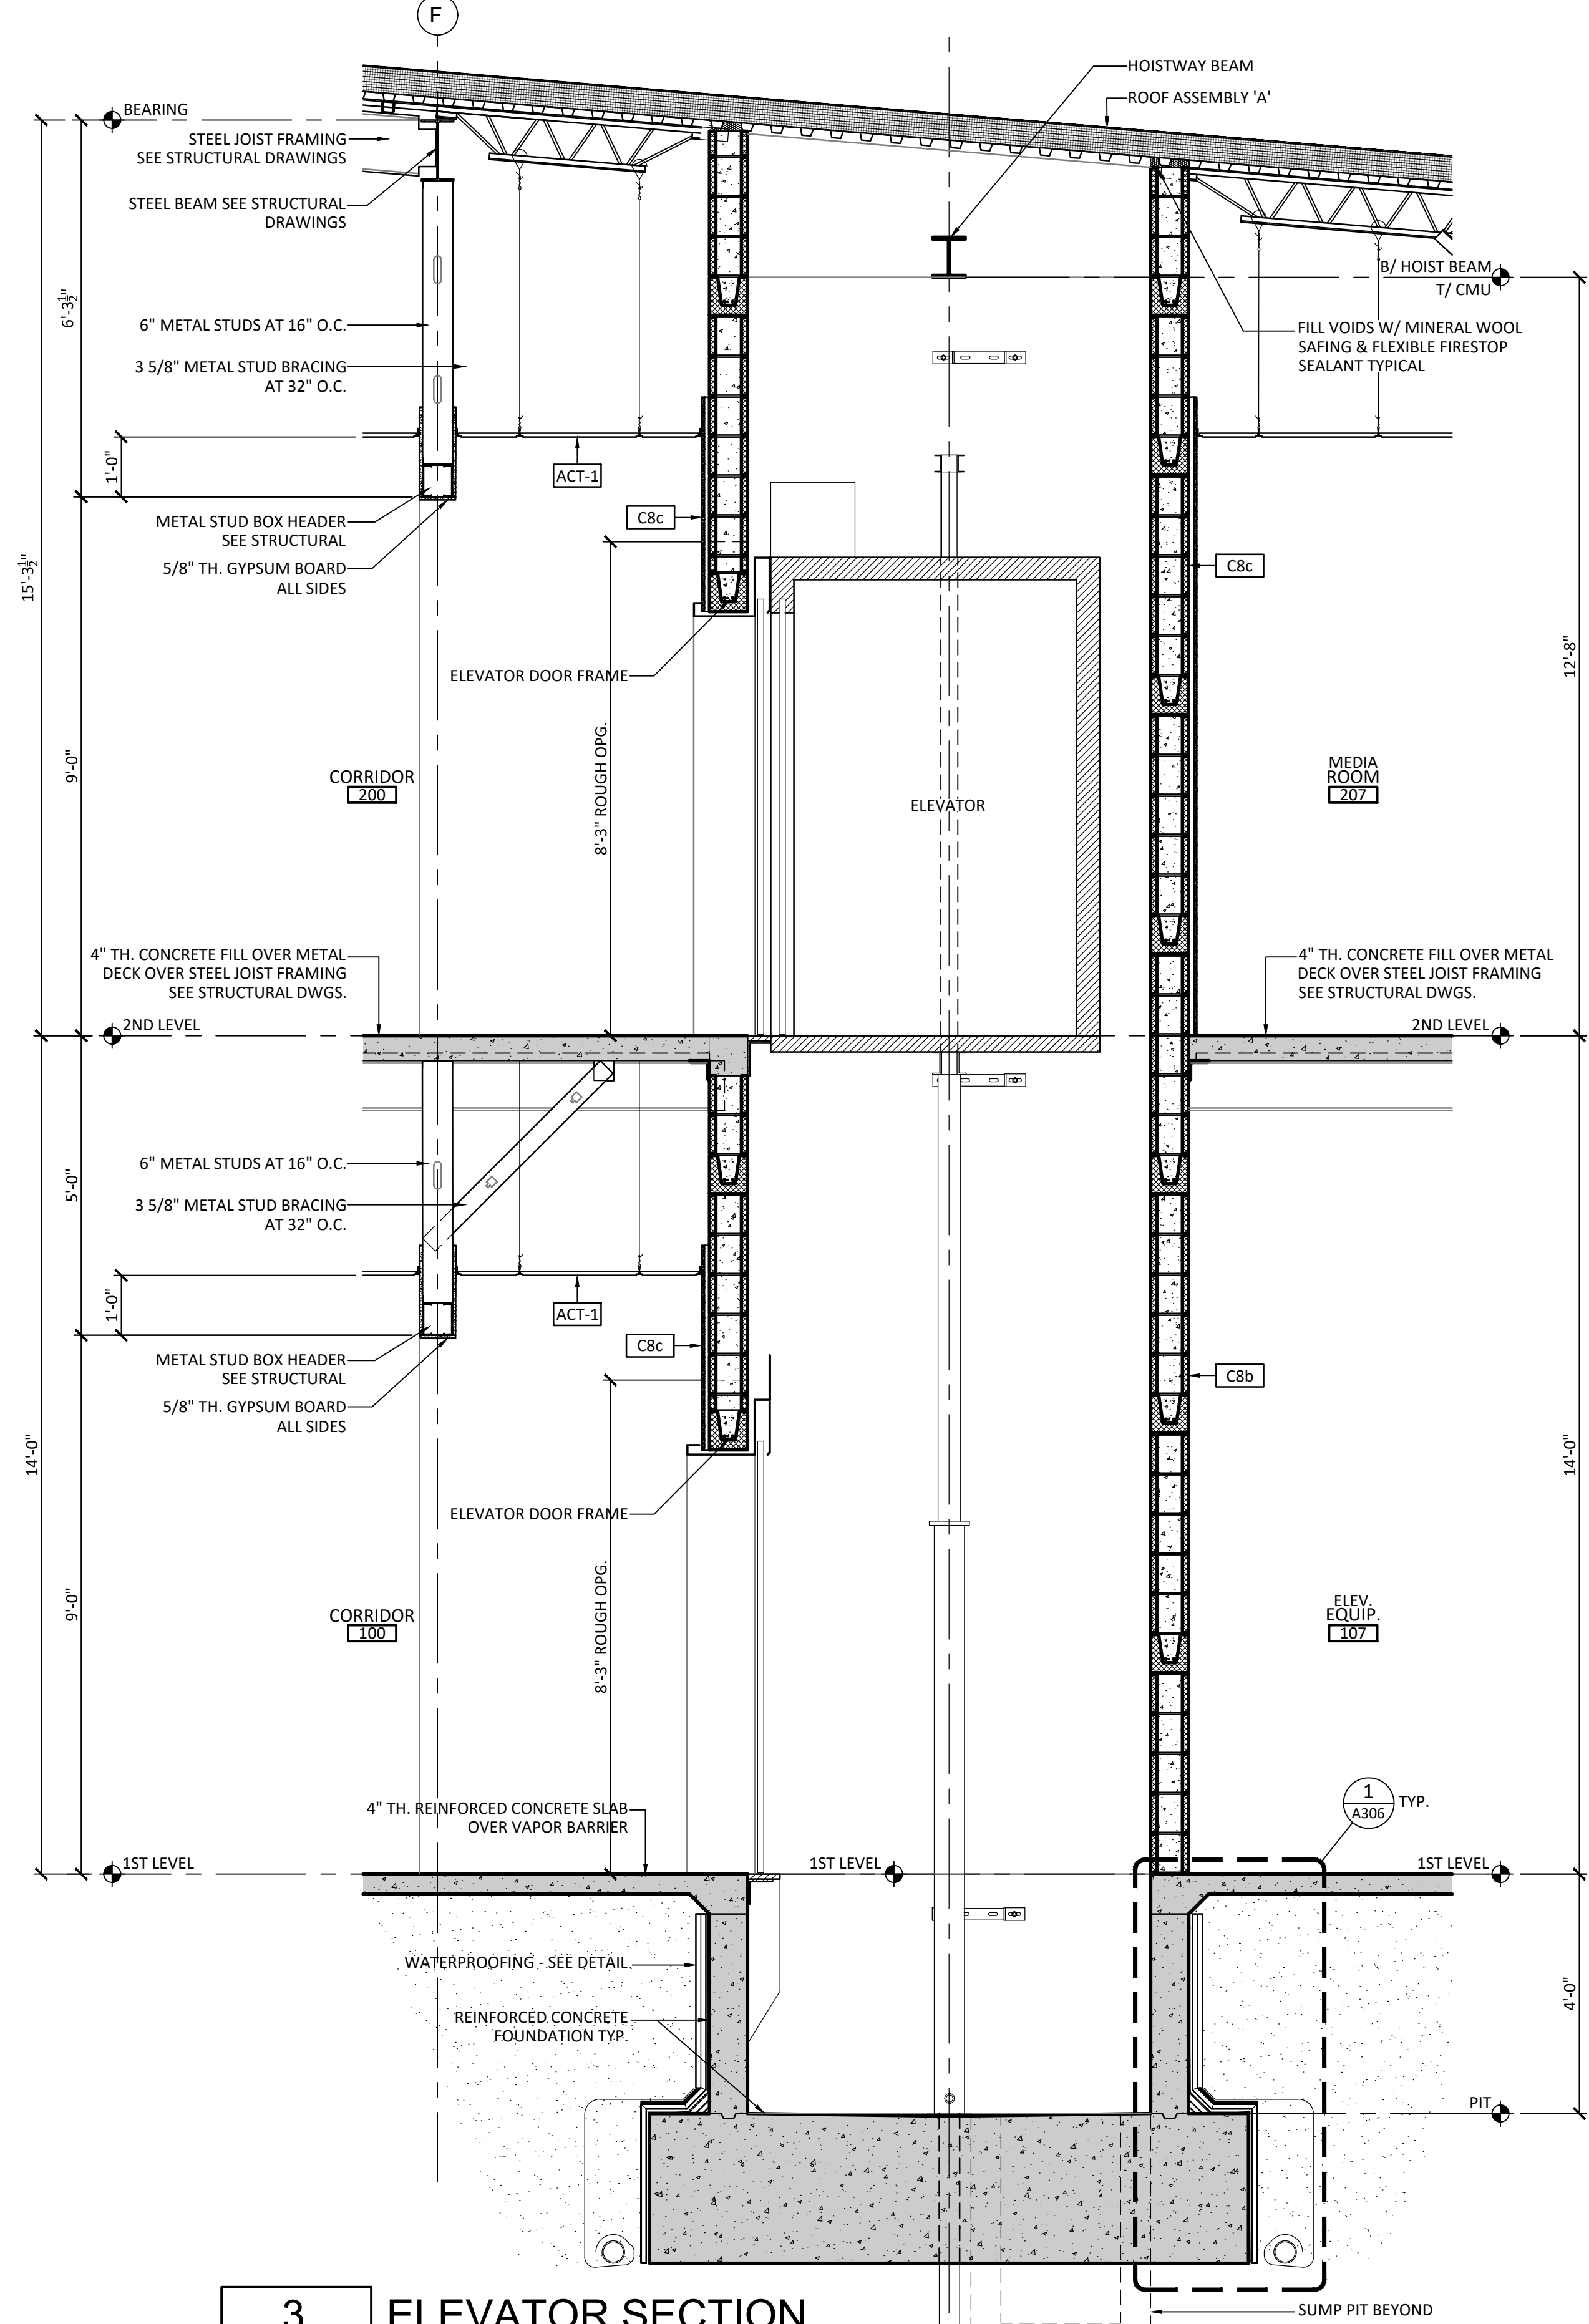 F
HOISTWAY BEAM
ROOF ASSEMBLY 'A'
BEARING
STEEL JOIST FRAMING
SEE STRUCTURAL DRAWINGS
STEEL BEAM SEE STRUCTURAL
DRAWINGS
B/ HOIST BEAM
T/ CMU
6'-3½"
6" METAL STUDS AT 16" O.C.
FILL VOIDS W/ MINERAL WOOL
SAFING & FLEXIBLE FIRESTOP
SEALANT TYPICAL
3 5/8" METAL STUD BRACING
AT 32" O.C.
1'-0"
ACT-1
METAL STUD BOX HEADER
SEE STRUCTURAL
C8c
5/8" TH. GYPSUM BOARD
ALL SIDES
C8c
15'-3½"
ELEVATOR DOOR FRAME
12'-8"
9'-0"
8'-3" ROUGH OPG.
CORRIDOR
200
ELEVATOR
MEDIA
ROOM
207
4" TH. CONCRETE FILL OVER METAL
DECK OVER STEEL JOIST FRAMING
SEE STRUCTURAL DWGS.
4" TH. CONCRETE FILL OVER METAL
DECK OVER STEEL JOIST FRAMING
SEE STRUCTURAL DWGS.
2ND LEVEL
2ND LEVEL
5'-0"
6" METAL STUDS AT 16" O.C.
3 5/8" METAL STUD BRACING
AT 32" O.C.
1'-0"
ACT-1
METAL STUD BOX HEADER
SEE STRUCTURAL
C8c
C8b
5/8" TH. GYPSUM BOARD
ALL SIDES
14'-0"
14'-0"
ELEVATOR DOOR FRAME
9'-0"
8'-3" ROUGH OPG.
CORRIDOR
100
ELEV.
EQUIP.
107
4" TH. REINFORCED CONCRETE SLAB
OVER VAPOR BARRIER
1
A306
TYP.
1ST LEVEL
1ST LEVEL
1ST LEVEL
WATERPROOFING - SEE DETAIL
REINFORCED CONCRETE
FOUNDATION TYP.
4'-0"
PIT
3
ELEVATOR SECTION
SUMP PIT BEYOND